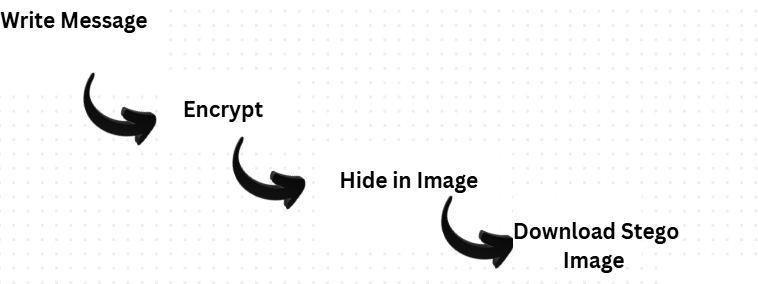 Write Message
Encrypt
Hide in Image
Download Stego
Image